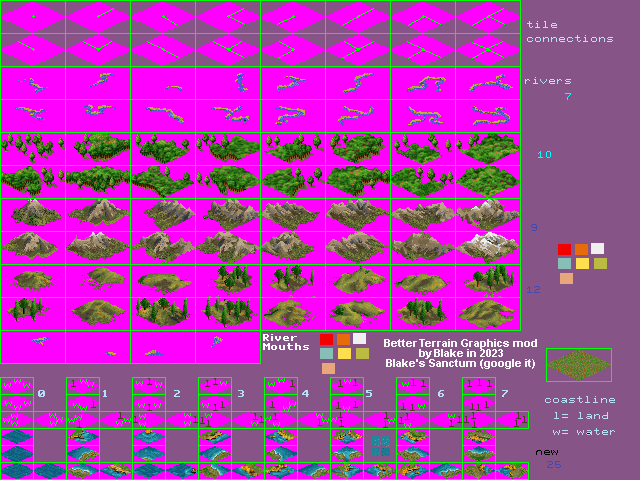 tile
connections
rivers
7
10
9
12
River
Mouths
Better Terrain Graphics mod
by Blake in 2023
Blake's Sanctum (google it)
0
1
2
3
4
5
6
7
coastline
l= land
w= water
new